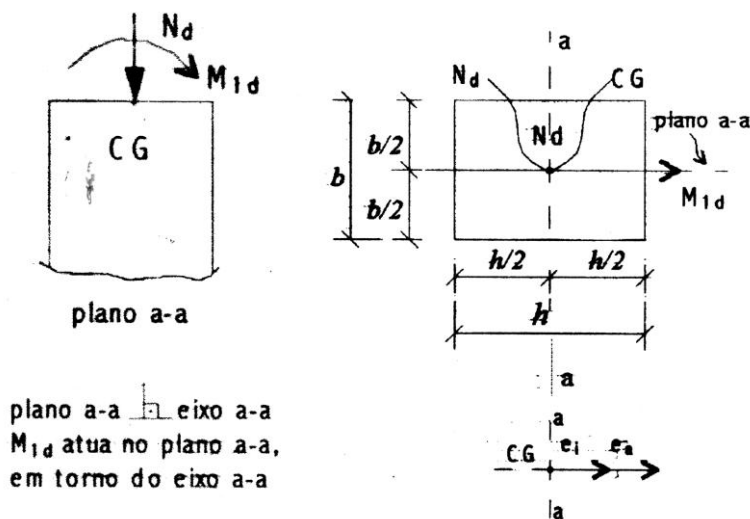 Nd
M1d
CG
plano a-a
plano a-a eixo a-a
M1d atua no plano a-a,
em torno do eixo a-a
a
Nd
CG
Nd
plano a-a
M1d
b
b/2
b/2
h/2
h/2
h
a
a
CG
ei
ea
a